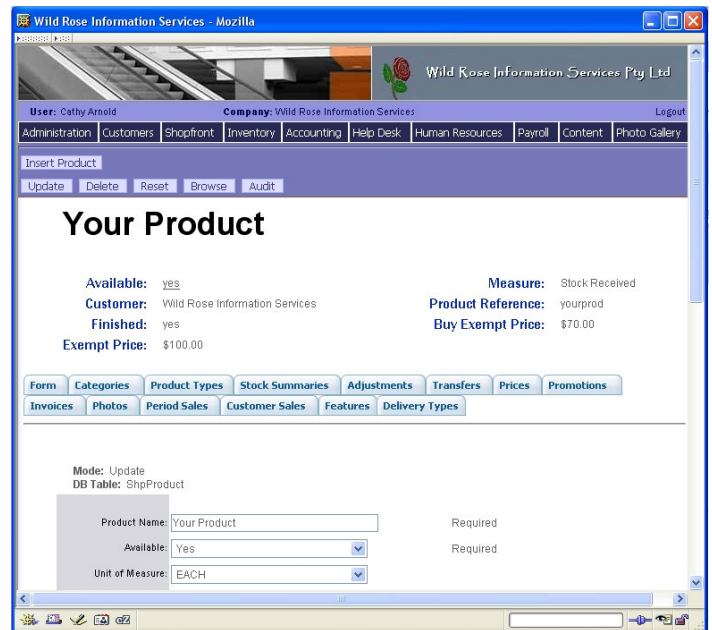 Wild Rose Information Services - Mozilla
Wild Rose Information Services Pty Ltd
User: Cathy Arnold Company: Wild Rose Information Services Logout
Administration Customers Shopfront Inventory Accounting Help Desk Human Resources Payroll Content Photo Gallery
Insert Product
Update Delete Reset Browse Audit
Your Product
Available: yes Measure: Stock Received
Customer: Wild Rose Information Services Product Reference: yourprod
Finished: yes Buy Exempt Price: $70.00
Exempt Price: $100.00
Form Categories Product Types Stock Summaries Adjustments Transfers Prices Promotions
Invoices Photos Period Sales Customer Sales Features Delivery Types
Mode: Update
DB Table: ShpProduct
Product Name: Your Product Required
Available: Yes Required
Unit of Measure: EACH